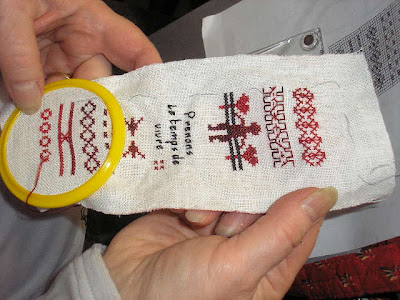 Prenons
le temps de
vivre